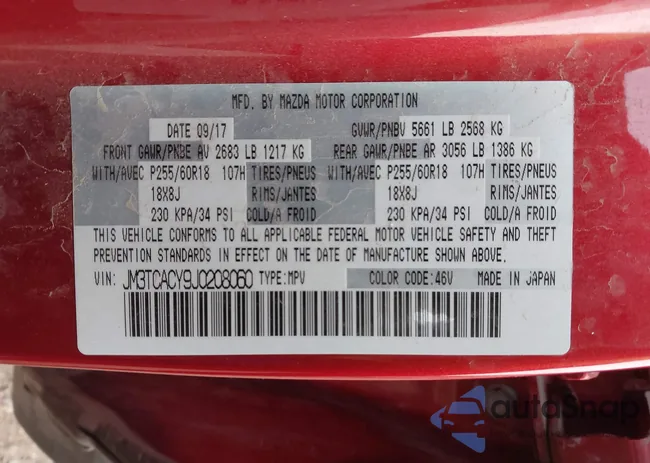 MFD. BY MAZDA MOTOR CORPORATION
DATE 09/17 GVWR/PNBV 5661 LB 2568 KG
FRONT GAWR/PNBE AV 2683 LB 1217 KG REAR GAWR/PNBE AR 3056 LB 1386 KG
WITH/AVEC P255/60R18 107H TIRES/PNEUS WITH/AVEC P255/60R18 107H TIRES/PNEUS
18X8J RIMS/JANTES 18X8J RIMS/JANTES
230 KPA/34 PSI COLD/A FROID 230 KPA/34 PSI COLD/A FROID
THIS VEHICLE CONFORMS TO ALL APPLICABLE FEDERAL MOTOR VEHICLE SAFETY AND THEFT
PREVENTION STANDARDS IN EFFECT ON THE DATE OF MANUFACTURE SHOWN ABOVE.
VIN: JM3TCACY9J0208060 TYPE:MPV COLOR CODE:46V MADE IN JAPAN
autoSnap